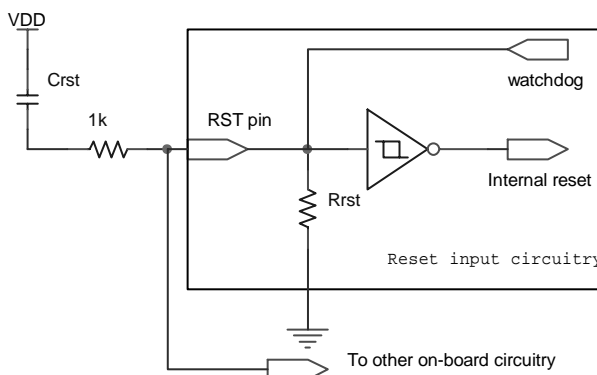 VDD
Crst
watchdog
1k
RST pin
Internal reset
Rrst
Reset input circuitry
To other on-board circuitry